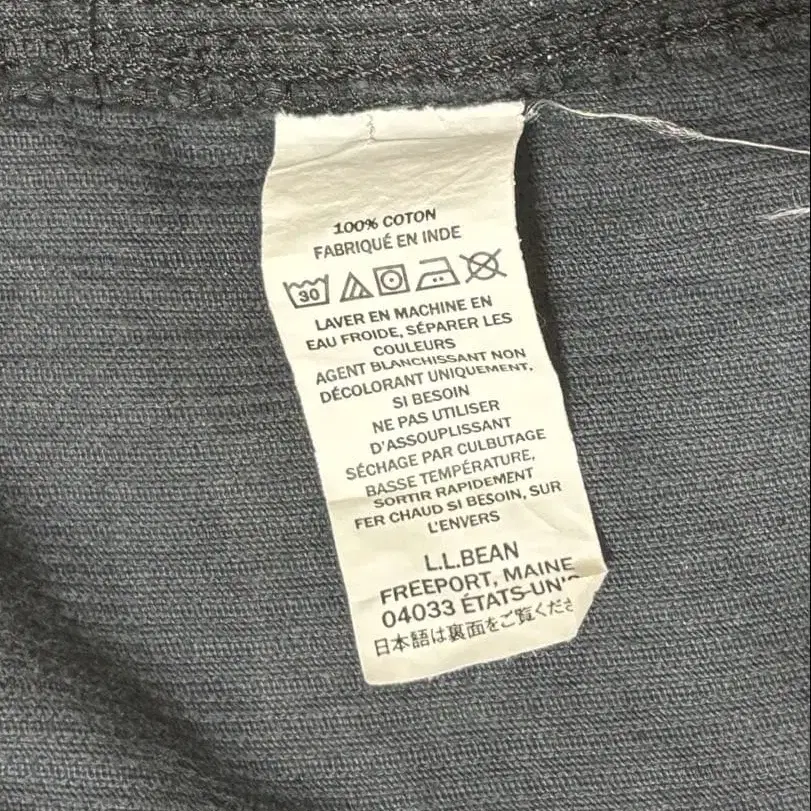 100% COTON
FABRIQUÉ EN INDE
30
LAVER EN MACHINE EN
EAU FROIDE, SÉPARER LES
COULEURS
AGENT BLANCHISSANT NON
DÉCOLORANT UNIQUEMENT,
SI BESOIN
NE PAS UTILISER
D'ASSOUPLISSANT
SÉCHAGE PAR CULBUTAGE
BASSE TEMPÉRATURE,
SORTIR RAPIDEMENT
FER CHAUD SI BESOIN, SUR
L'ENVERS
L.L.BEAN
FREEPORT, MAINE
04033 ÉTATS-UNIS
日本語は裏面をご覧くださ